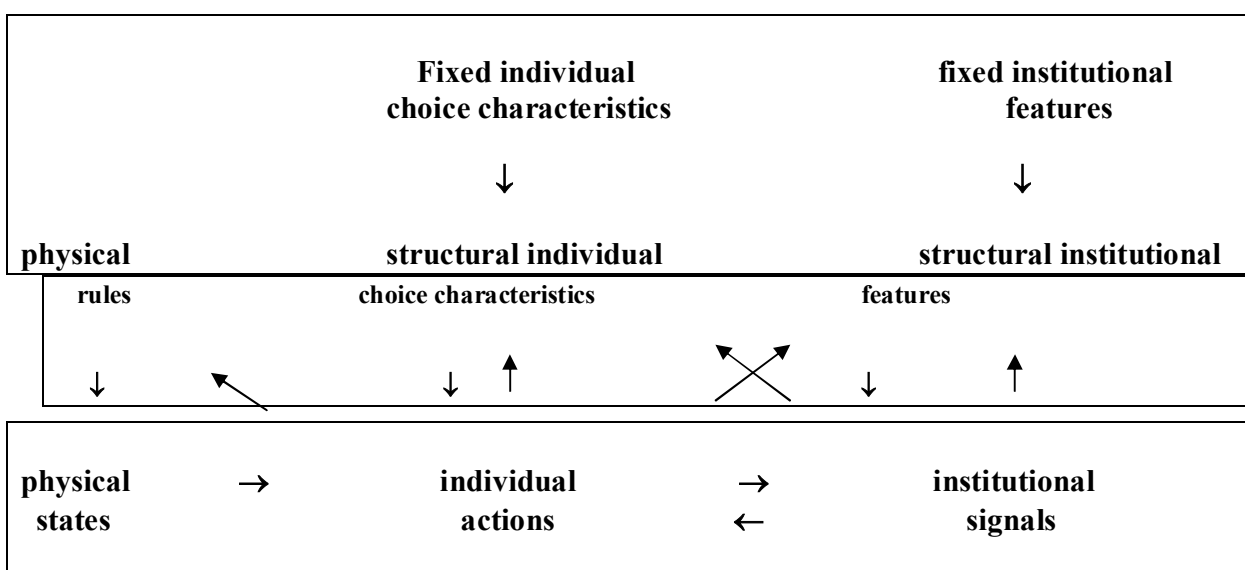 Fixed individual fixed institutional
choice characteristics features
↓ ↓
physical structural individual structural institutional
rules choice characteristics features
↓ ↓ ↓
physical → individual → institutional
states actions ← signals